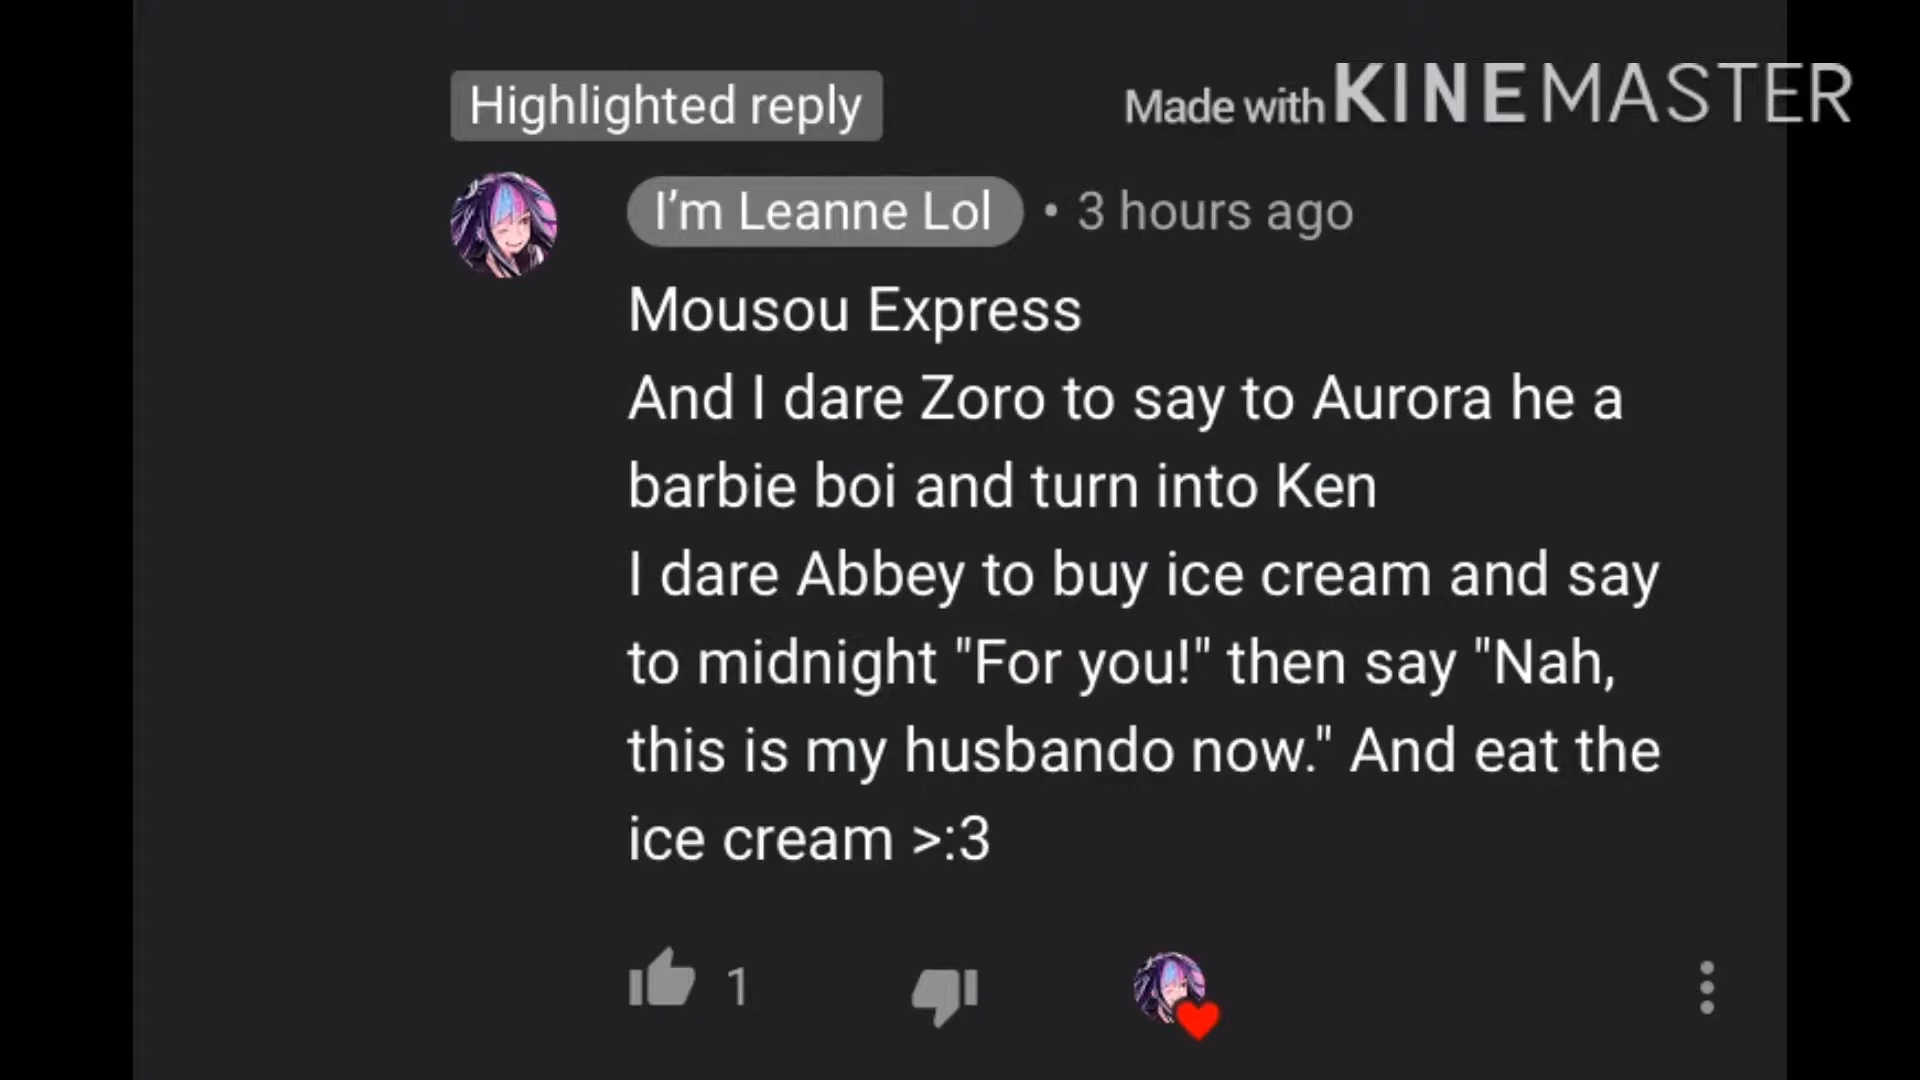 Highlighted reply
Made with KINEMASTER
I'm Leanne Lol • 3 hours ago
Mousou Express
And I dare Zoro to say to Aurora he a
barbie boi and turn into Ken
I dare Abbey to buy ice cream and say
to midnight "For you!" then say "Nah,
this is my husbando now." And eat the
ice cream >:3
1